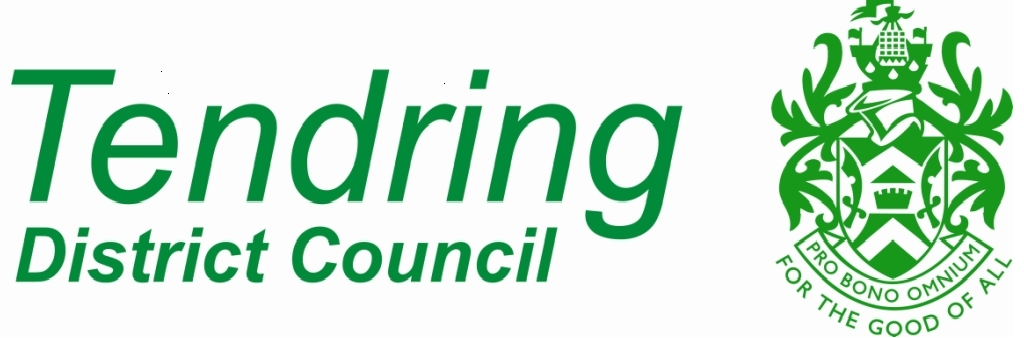 Tendring
District Council
PRO BONO OMNIUM
FOR THE GOOD OF ALL